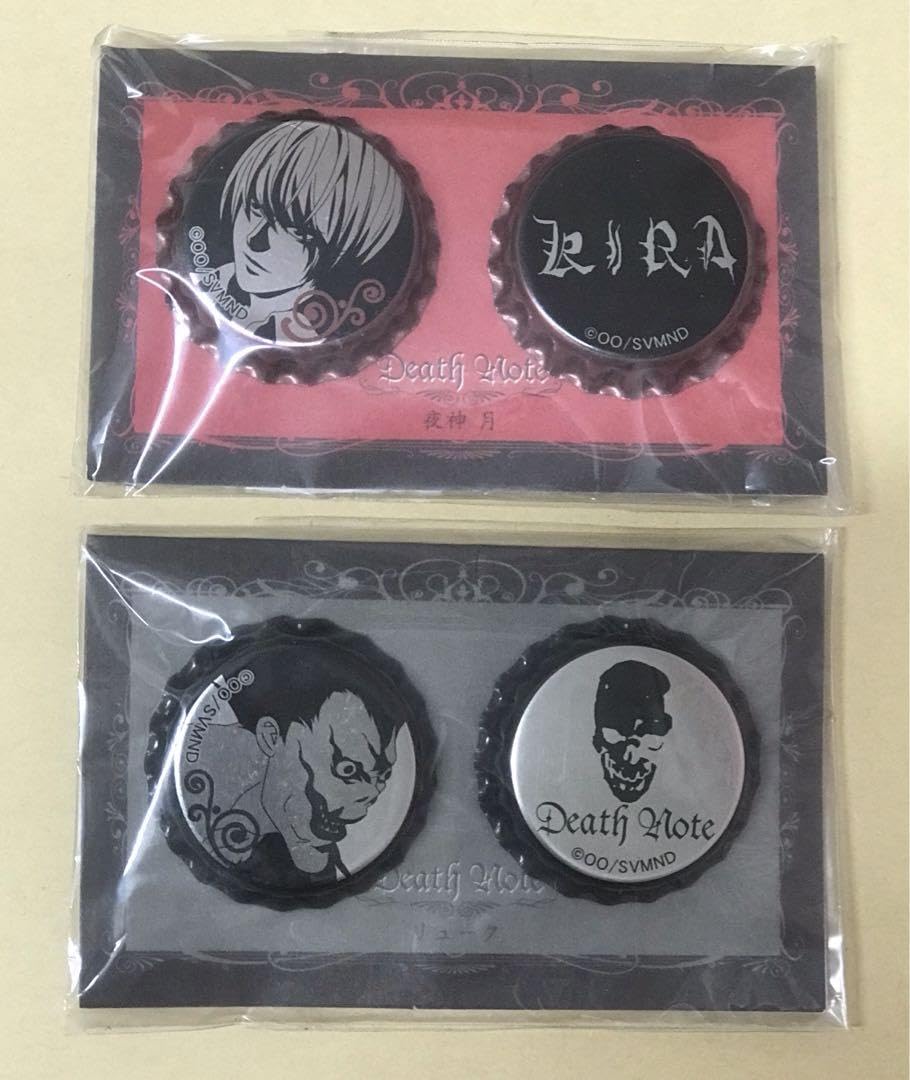 ©OO/SVMND
KIRA
©OO/SVMND
Death Note
夜神 月
©OO/SVMND
Death Note
©OO/SVMND
Death Note
リューク